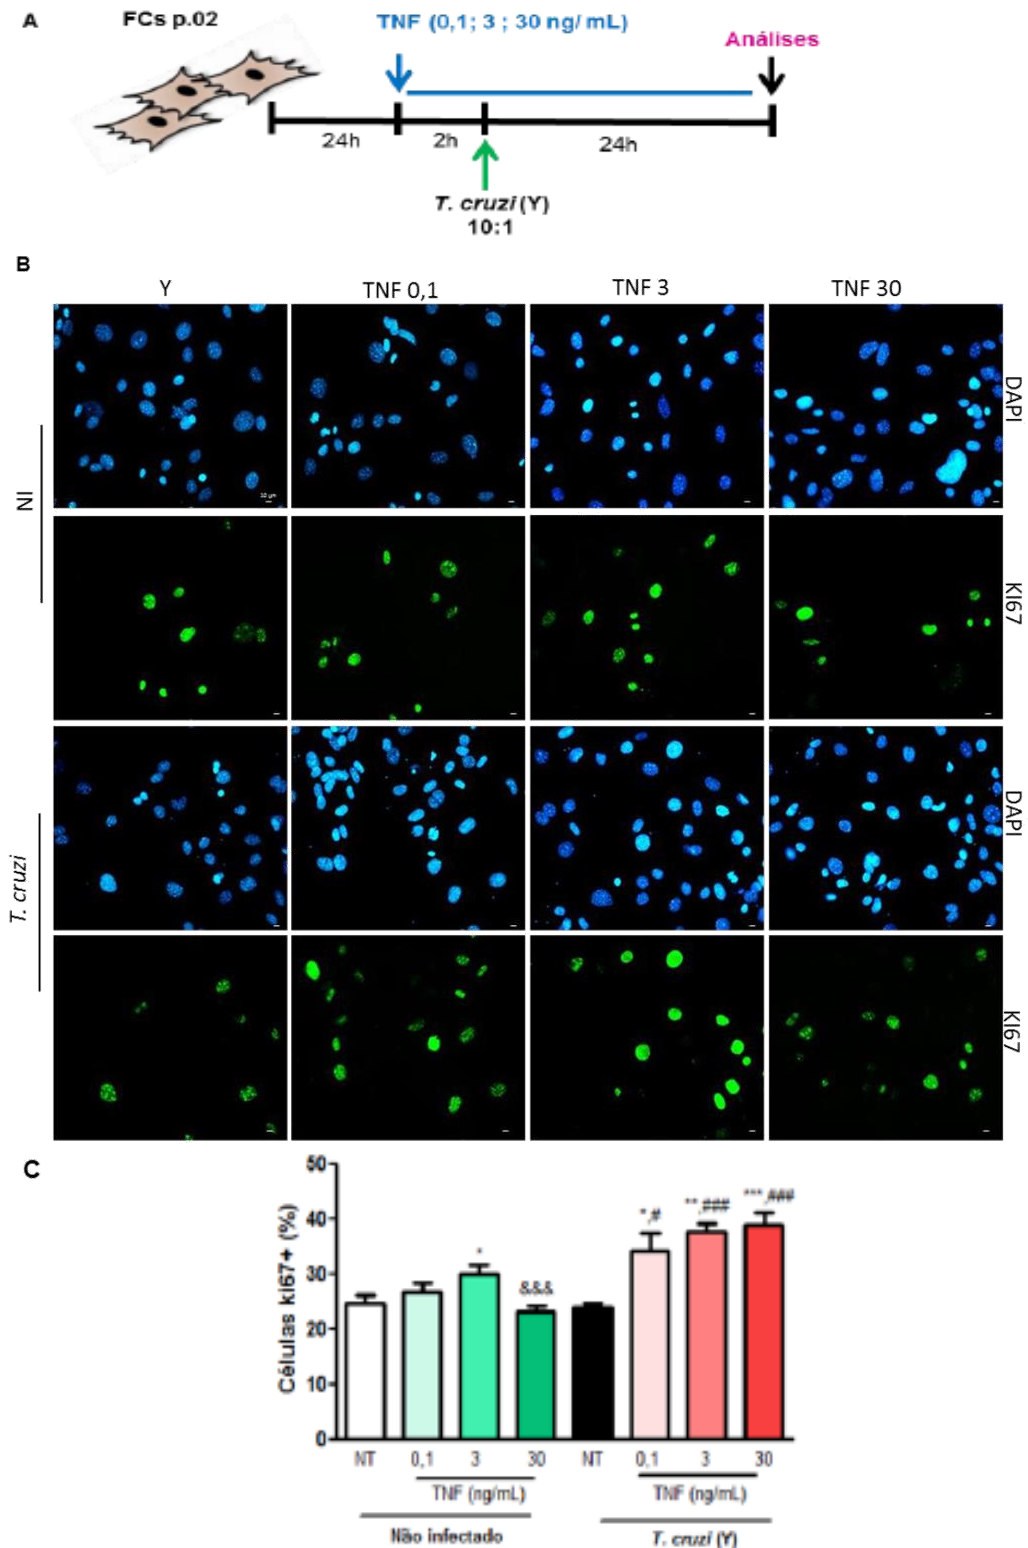 A
FCs p.02
TNF (0,1; 3 ; 30 ng/ mL)
Análises
24h
2h
24h
T. cruzi (Y)
10:1
B
Y
TNF 0,1
TNF 3
TNF 30
DAPI
NI
10 µm
KI67
DAPI
T. cruzi
KI67
C
Células ki67+ (%)
50
40
30
20
10
0
*
&&&
*,#
**,###
***,###
NT
0,1
3
30
NT
0,1
3
30
TNF (ng/mL)
TNF (ng/mL)
Não infectado
T. cruzi (Y)